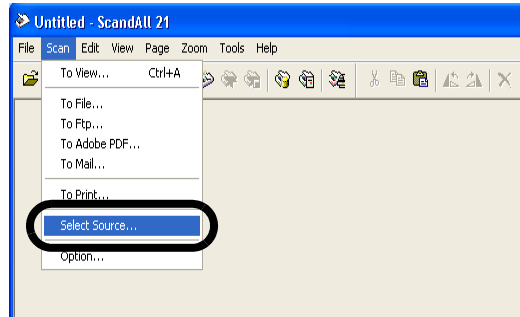 Untitled - ScandAll 21
File Scan Edit View Page Zoom Tools Help
To View... Ctrl+A
To File...
To Ftp...
To Adobe PDF...
To Mail...
To Print...
Select Source...
Option...